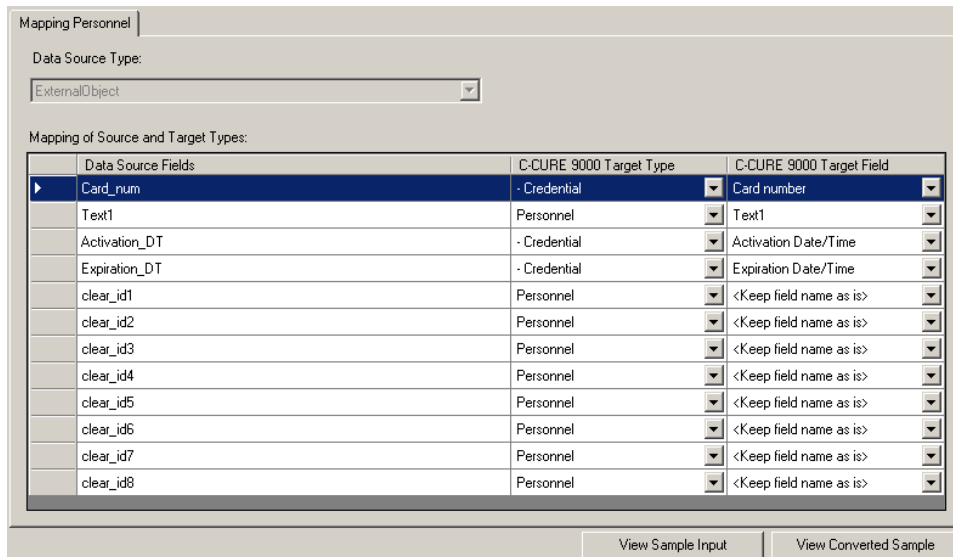 Mapping Personnel
Data Source Type:
ExternalObject
Mapping of Source and Target Types:
Data Source Fields C-CURE 9000 Target Type C-CURE 9000 Target Field
Card_num - Credential Card number
Text1 Personnel Text1
Activation_DT - Credential Activation Date/Time
Expiration_DT - Credential Expiration Date/Time
clear_id1 Personnel <Keep field name as is>
clear_id2 Personnel <Keep field name as is>
clear_id3 Personnel <Keep field name as is>
clear_id4 Personnel <Keep field name as is>
clear_id5 Personnel <Keep field name as is>
clear_id6 Personnel <Keep field name as is>
clear_id7 Personnel <Keep field name as is>
clear_id8 Personnel <Keep field name as is>
View Sample Input View Converted Sample